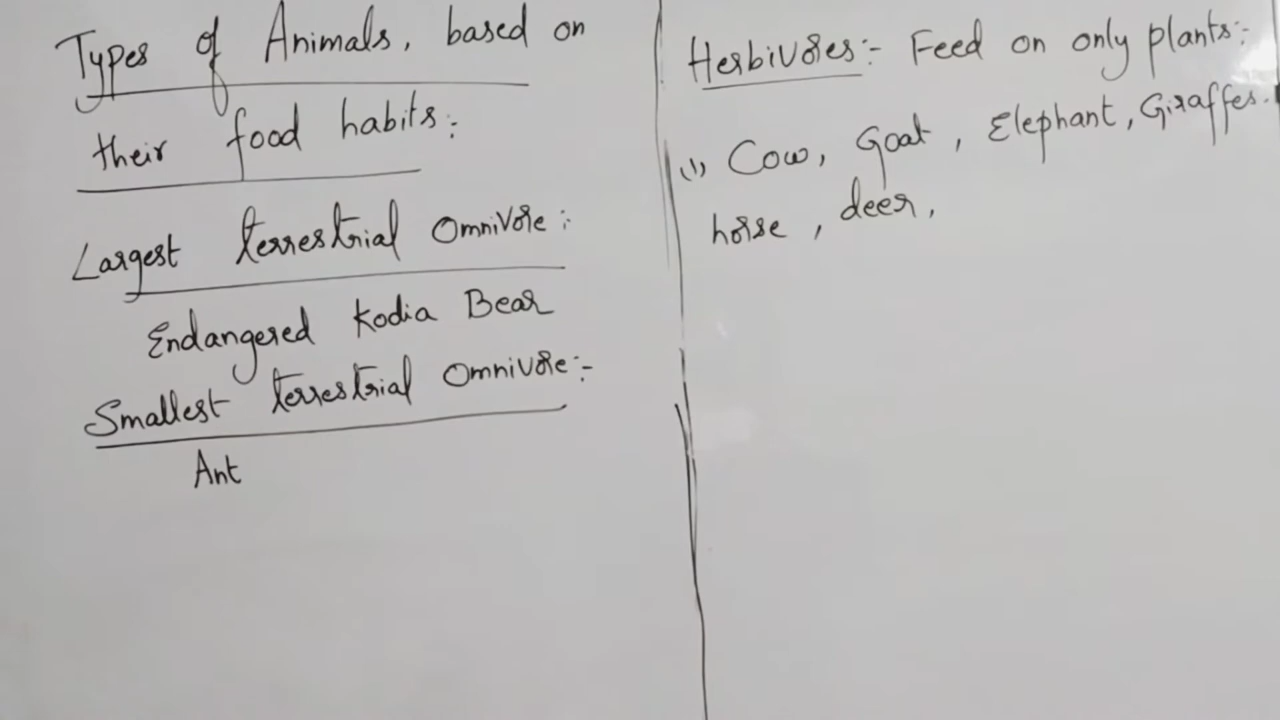 Types of Animals, based on
their food habits:
Largest terrestrial Omnivore:
Endangered Kodia Bear
Smallest terrestrial Omnivore:-
Ant
Herbivores:- Feed on only plants:-
(1) Cow, Goat, Elephant, Giraffes.
horse, deer,